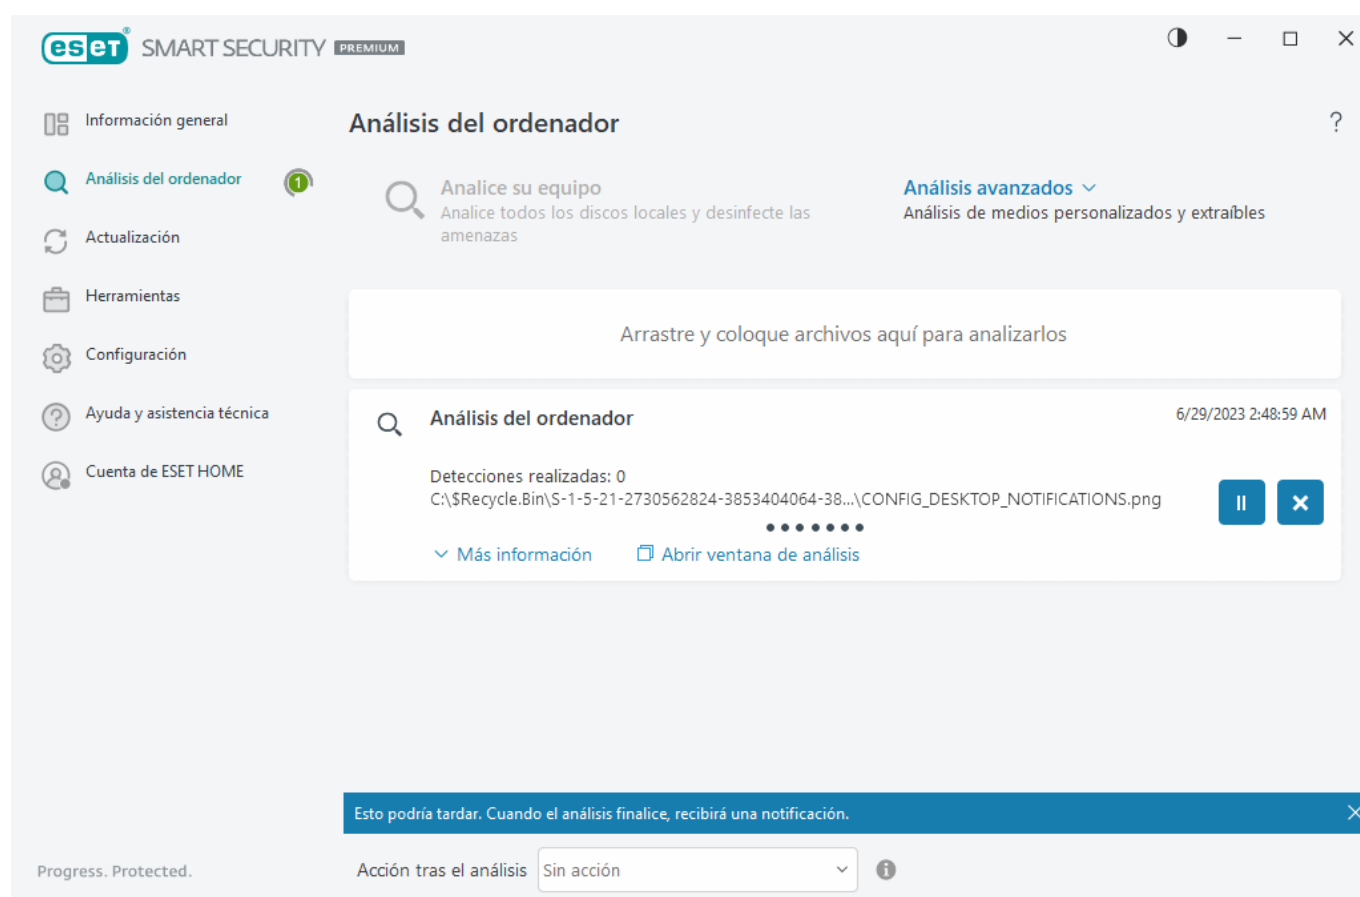 eset® SMART SECURITY PREMIUM
Información general
Análisis del ordenador
1
Actualización
Herramientas
Configuración
Ayuda y asistencia técnica
Cuenta de ESET HOME
Progress. Protected.
Análisis del ordenador
?
Analice su equipo
Analice todos los discos locales y desinfecte las
amenazas
Análisis avanzados
Análisis de medios personalizados y extraíbles
Arrastre y coloque archivos aquí para analizarlos
Análisis del ordenador
6/29/2023 2:48:59 AM
Detecciones realizadas: 0
C:\$Recycle.Bin\S-1-5-21-2730562824-3853404064-38...\CONFIG_DESKTOP_NOTIFICATIONS.png
Más información
Abrir ventana de análisis
Esto podría tardar. Cuando el análisis finalice, recibirá una notificación.
Acción tras el análisis
Sin acción